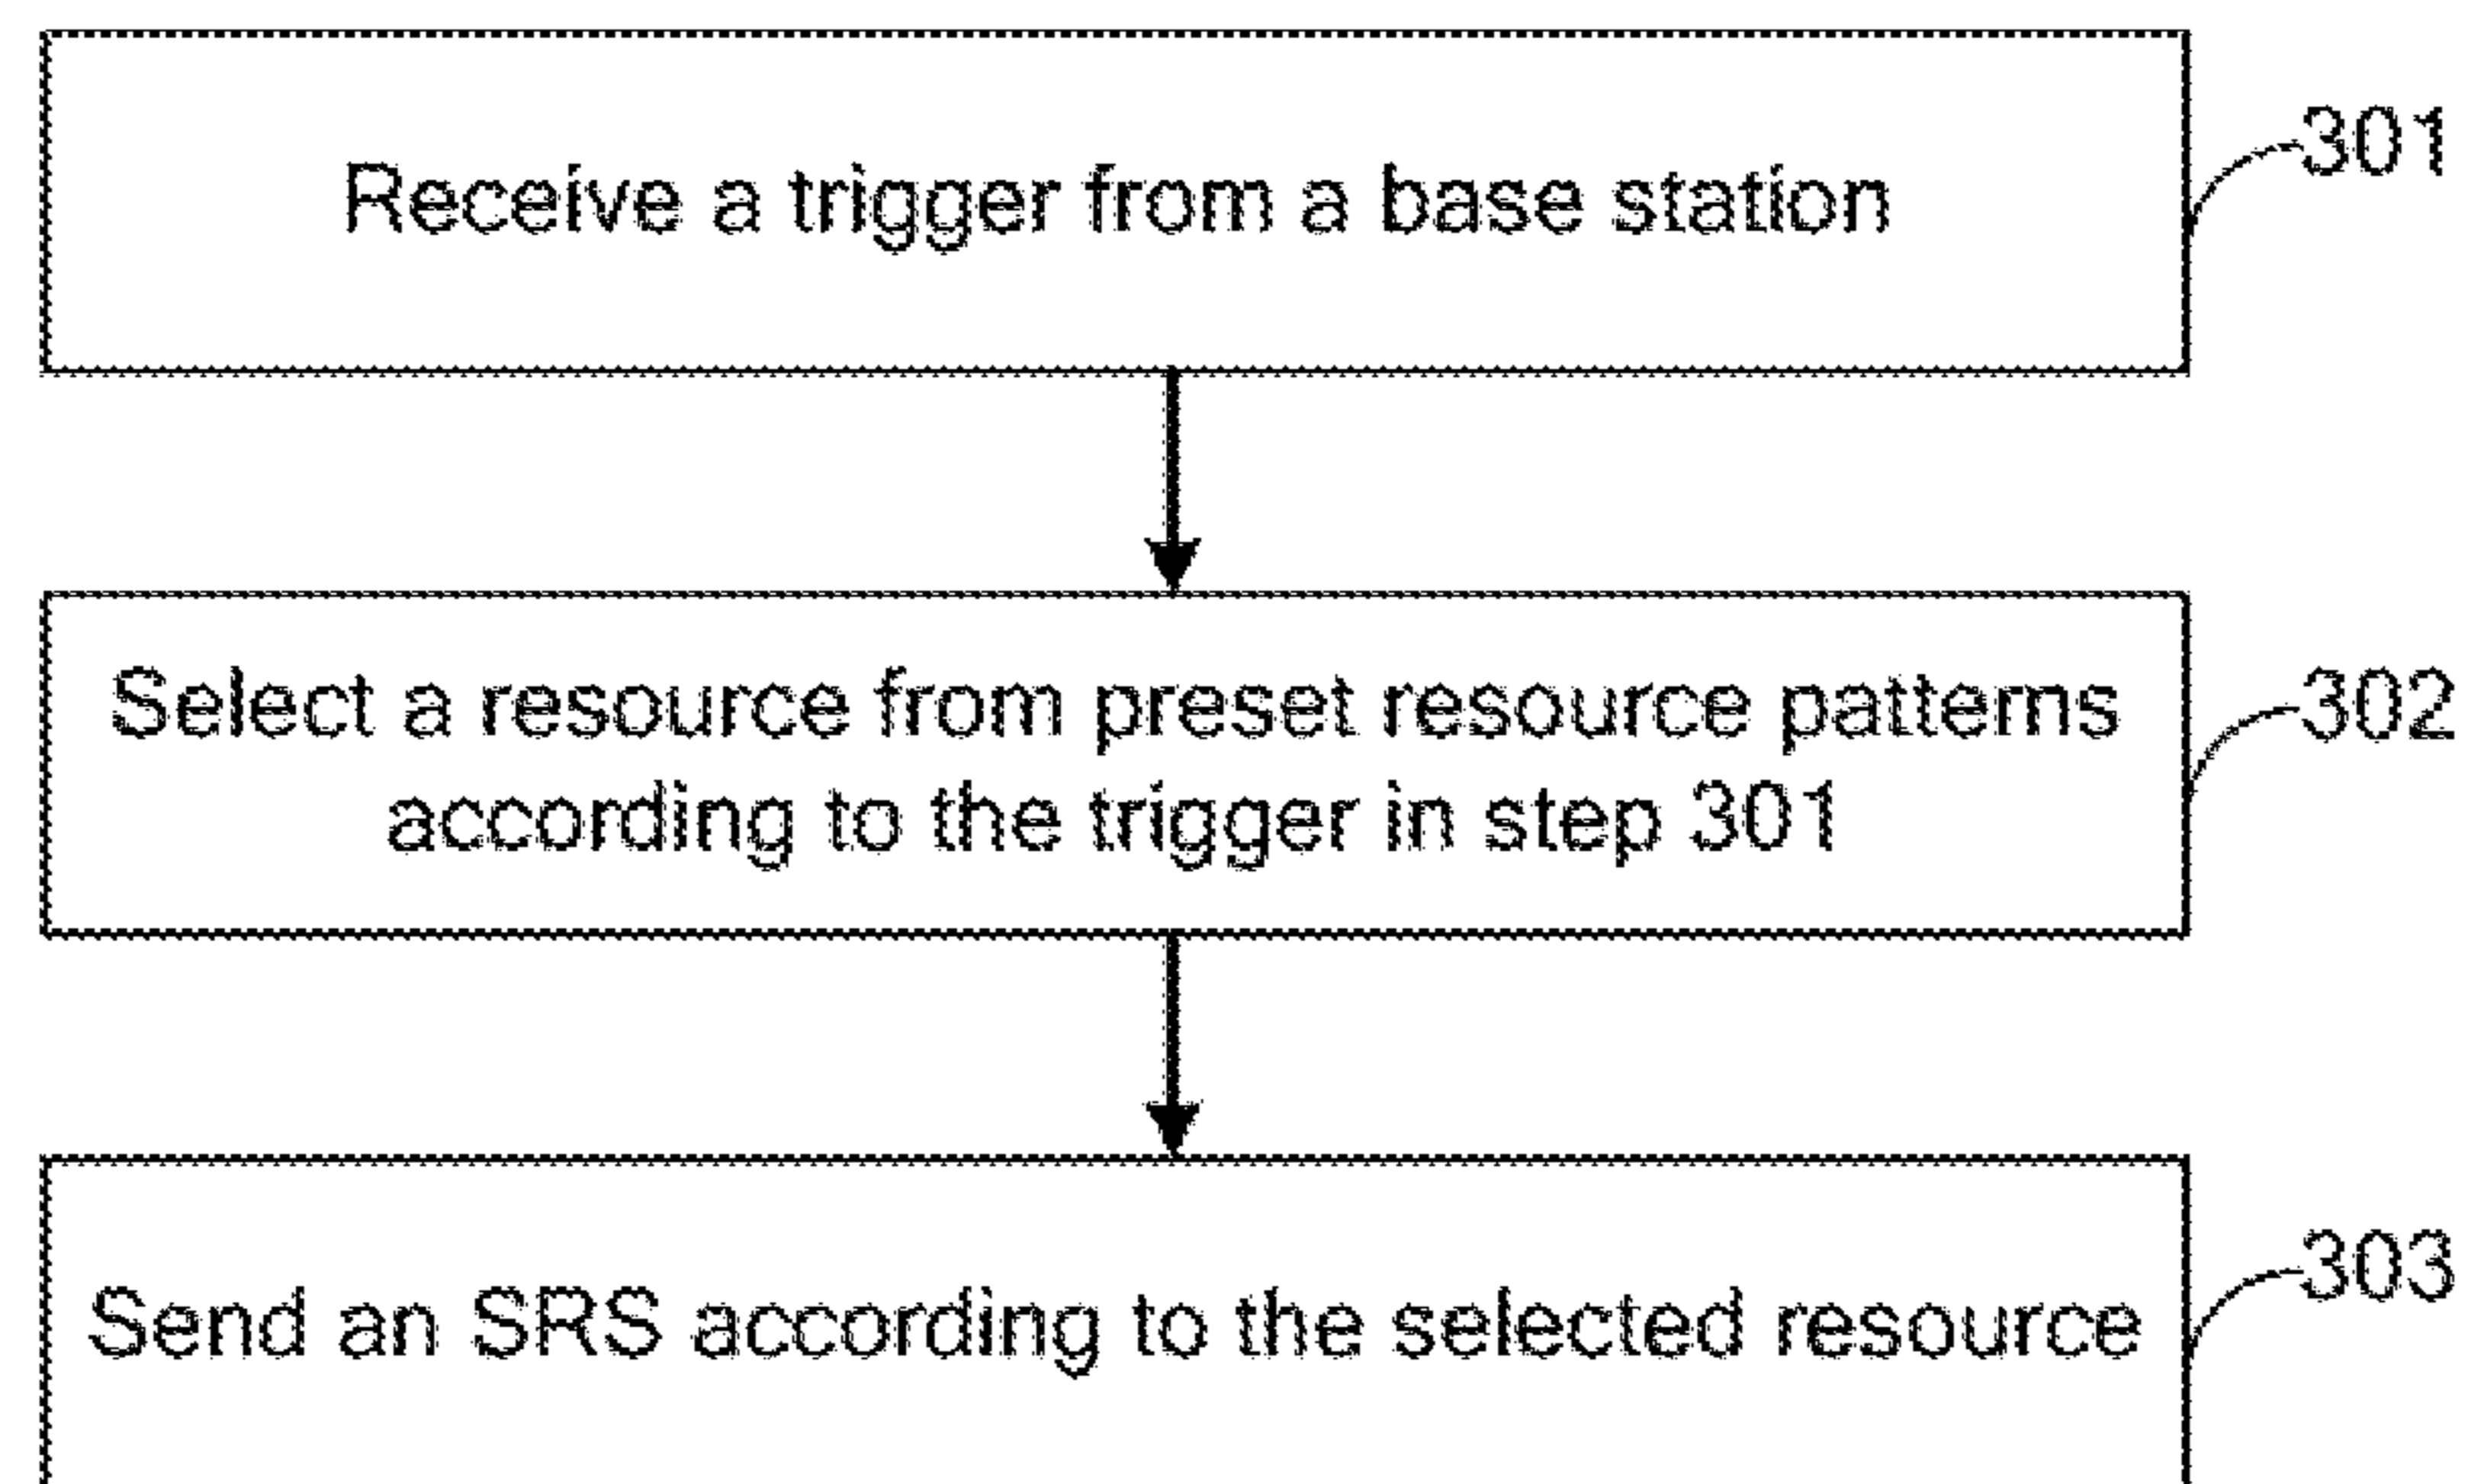 Receive a trigger from a base station
301
Select a resource from preset resource patterns
according to the trigger in step 301
302
Send an SRS according to the selected resource
303